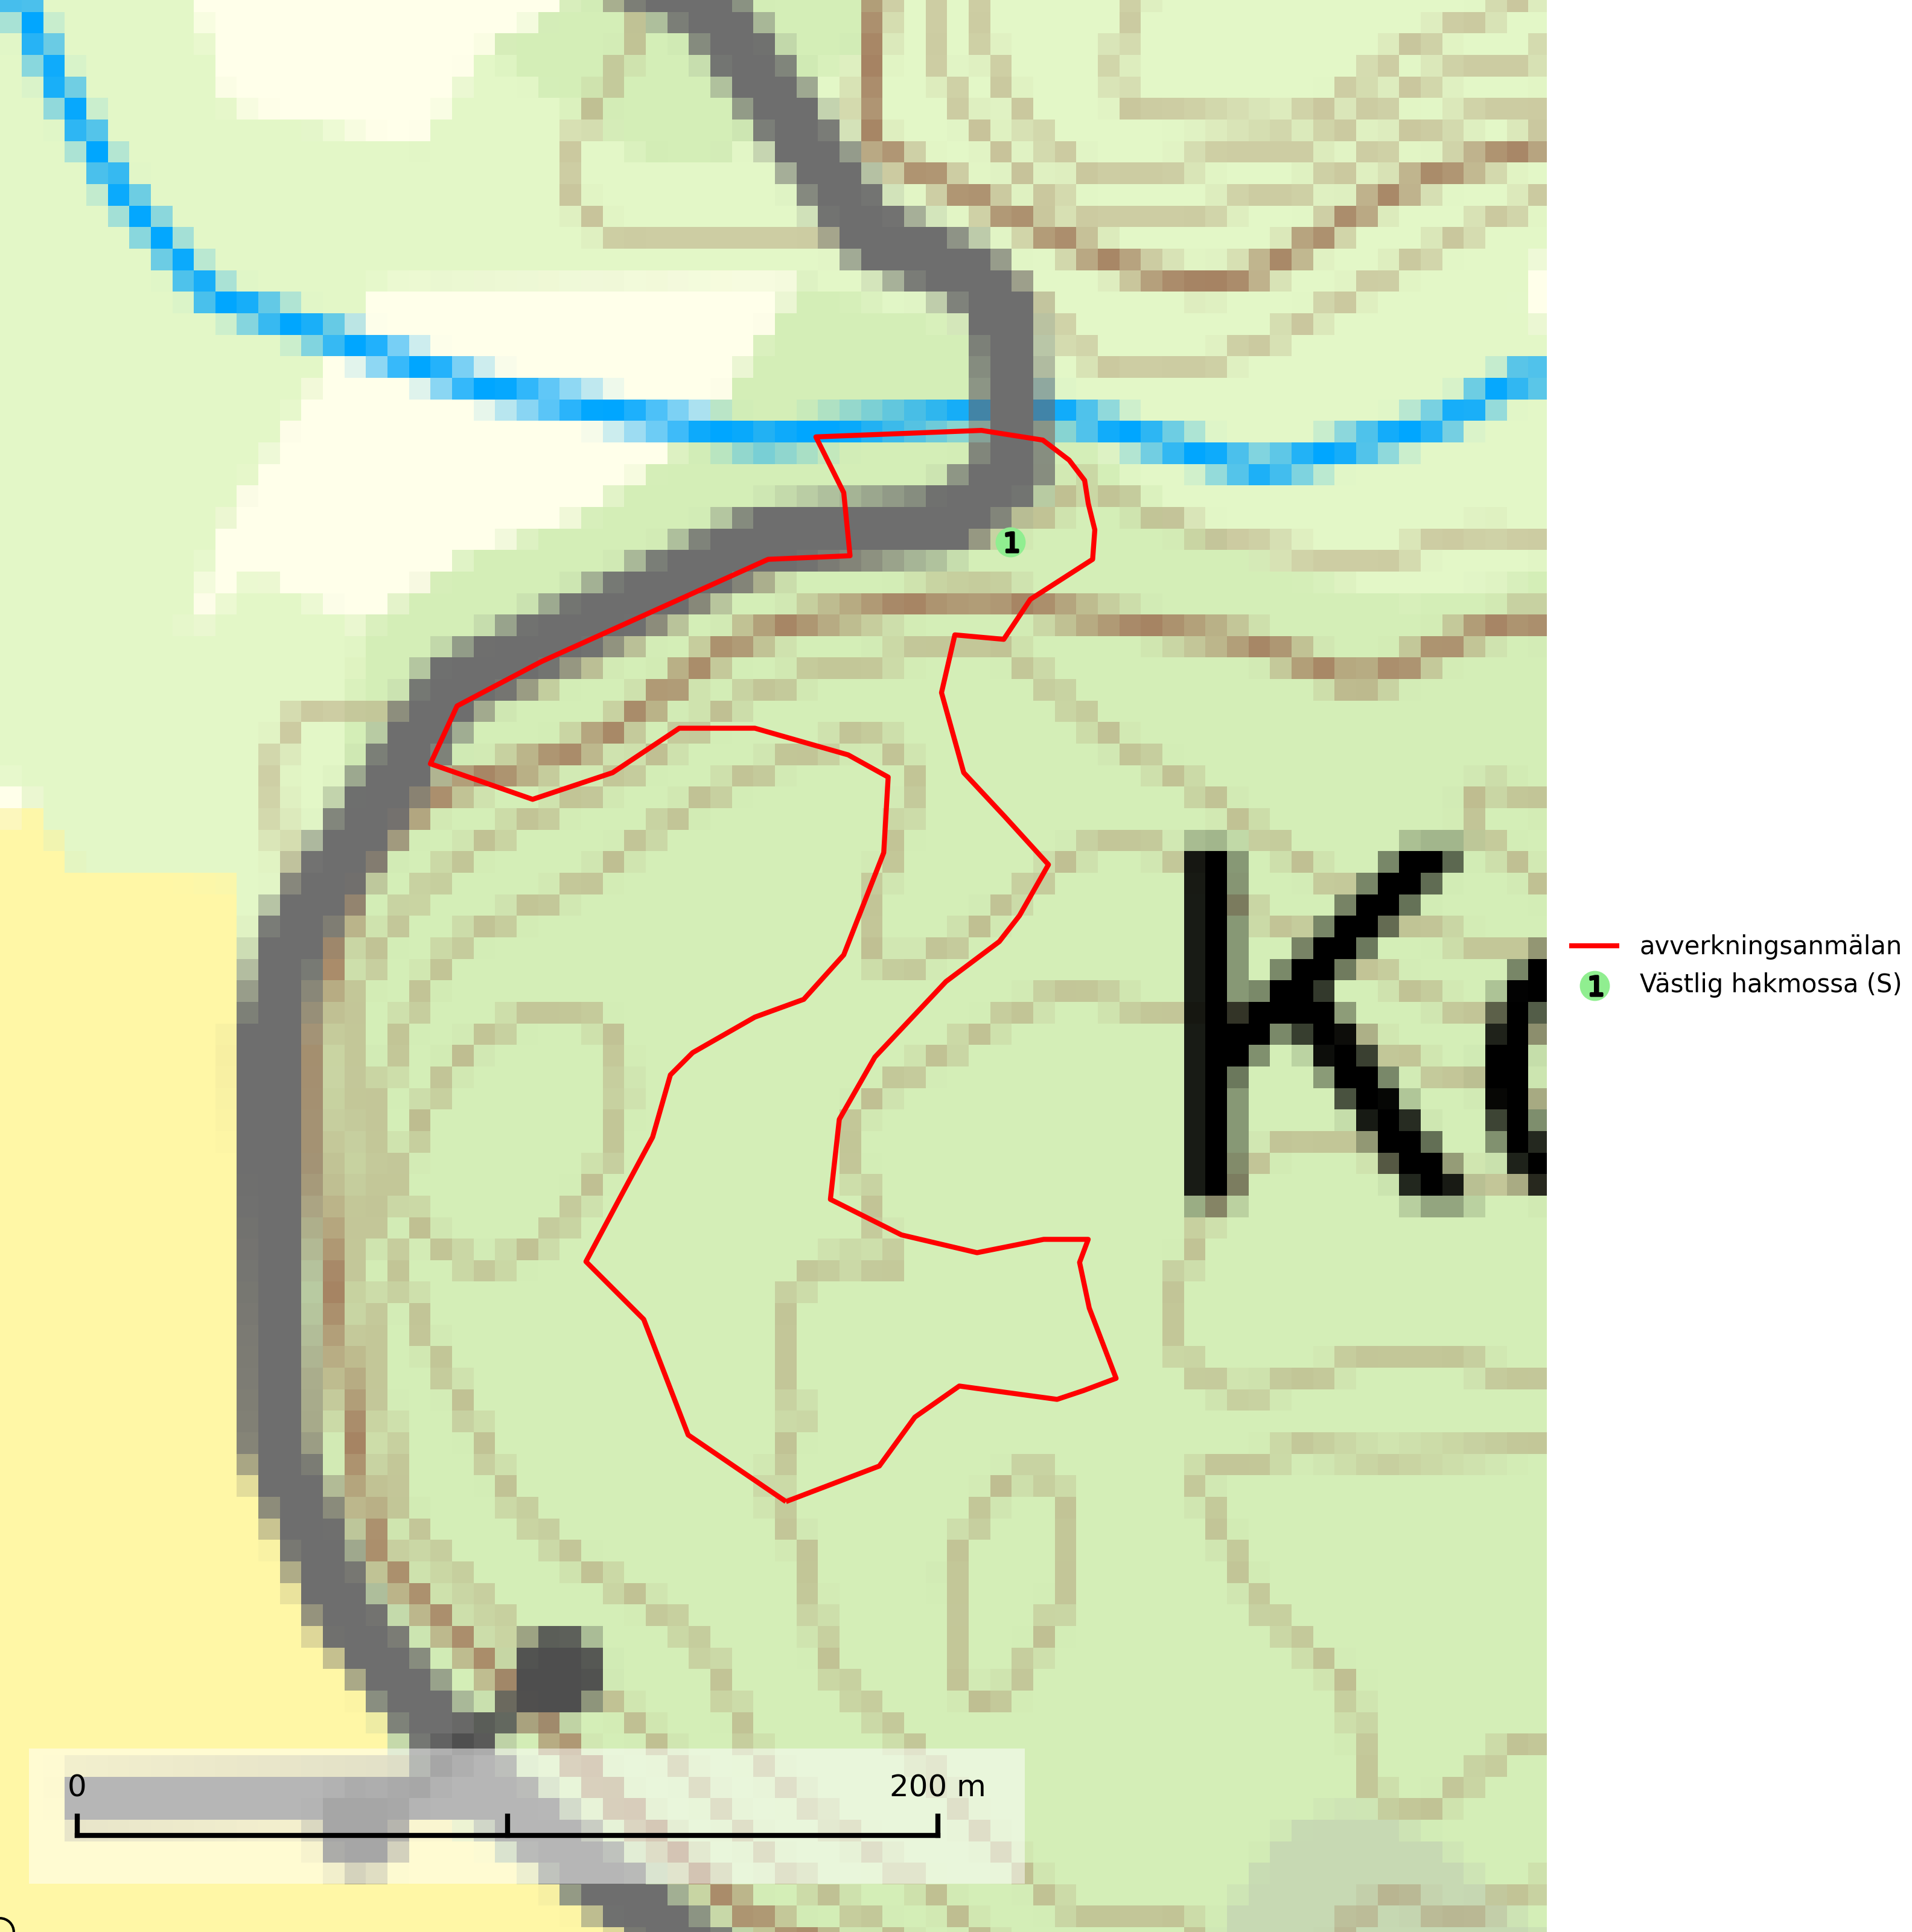 1
K
avverkningsanmälan
1 Västlig hakmossa (S)
0 200 m